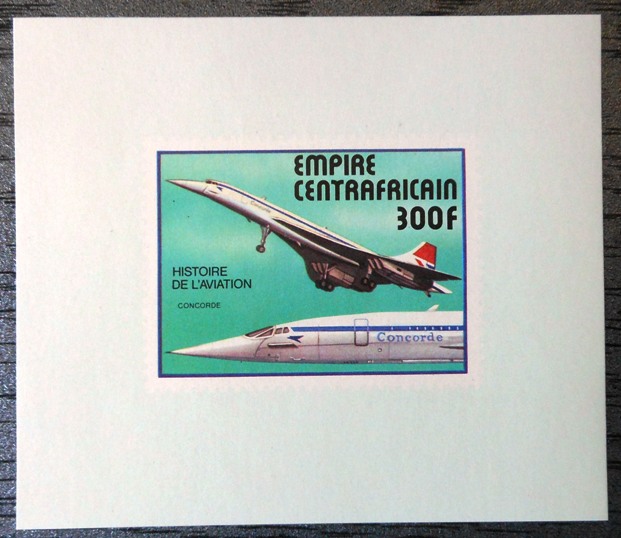 EMPIRE
CENTRAFRICAIN
300F
HISTOIRE
DE L'AVIATION
CONCORDE
Concorde